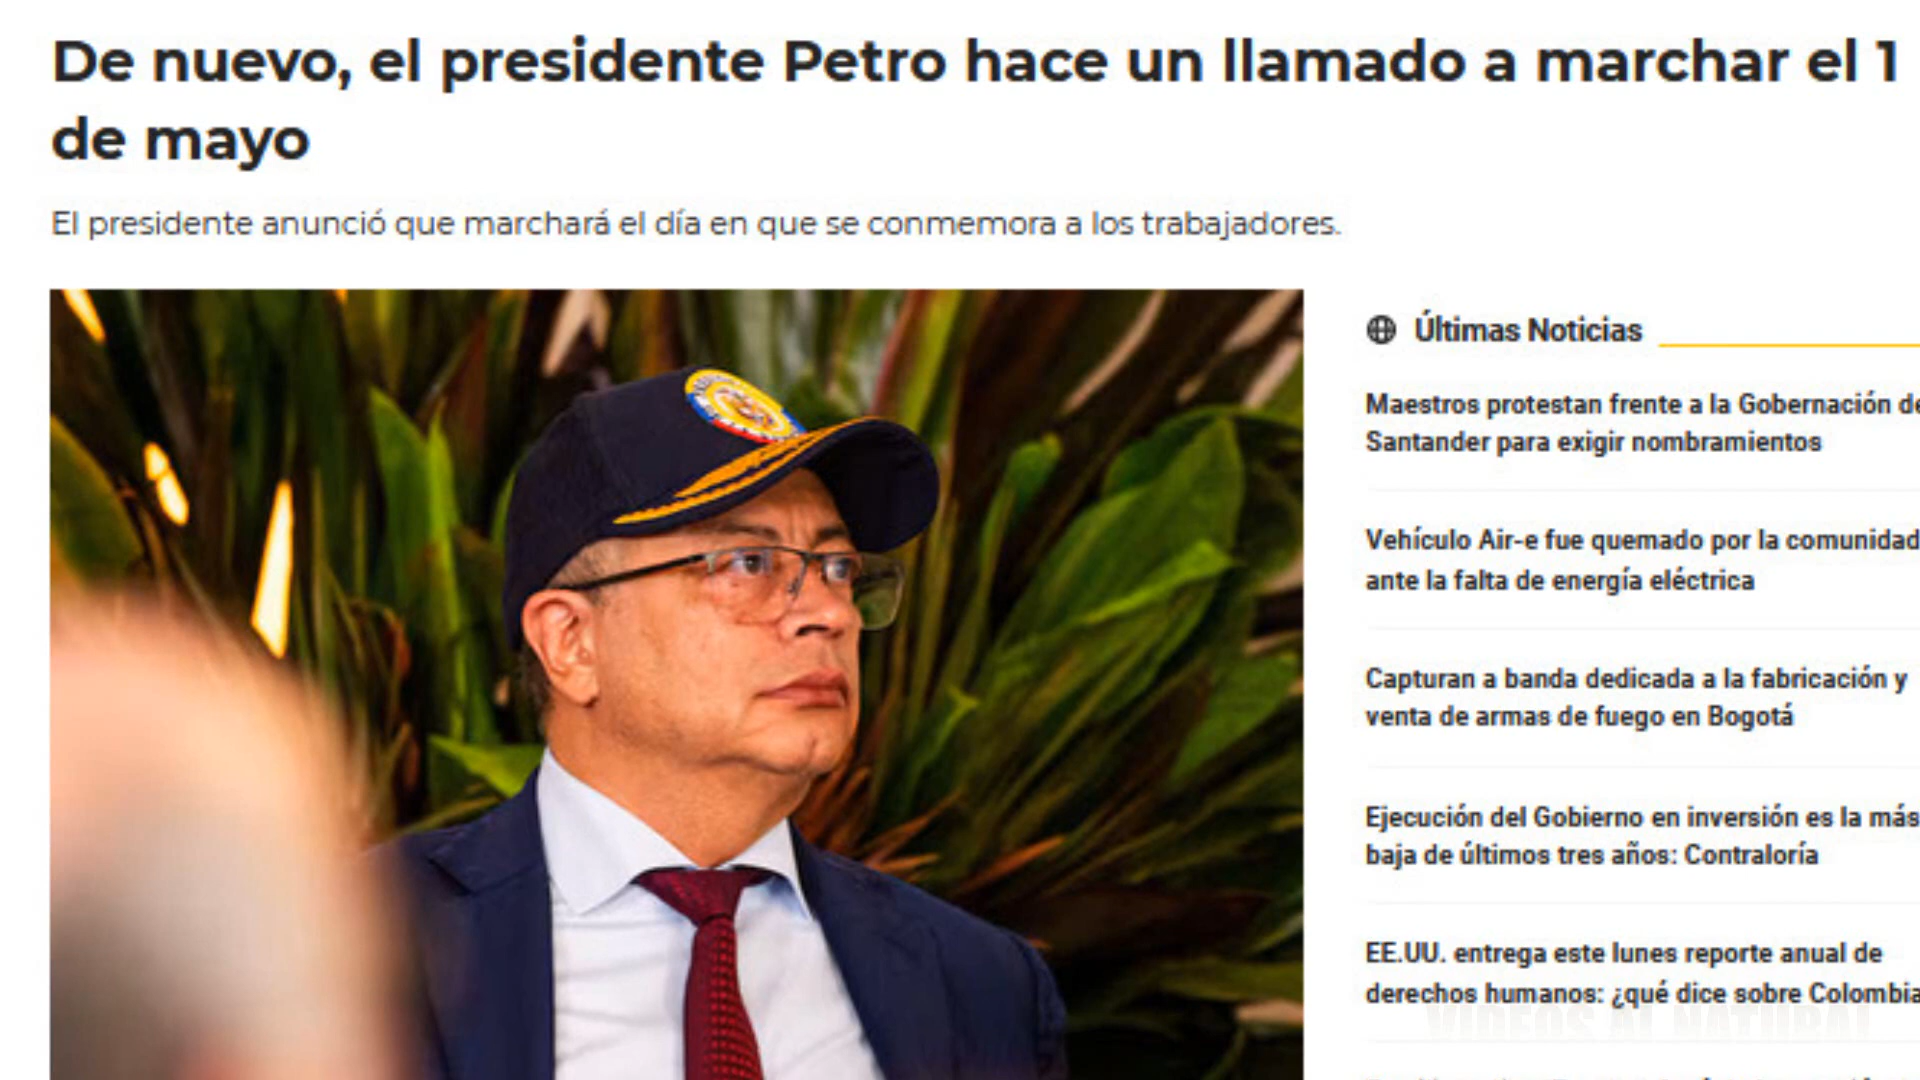 De nuevo, el presidente Petro hace un llamado a marchar el 1
de mayo
El presidente anunció que marchará el día en que se conmemora a los trabajadores.
Últimas Noticias
Maestros protestan frente a la Gobernación de
Santander para exigir nombramientos
Vehículo Air-e fue quemado por la comunidad
ante la falta de energía eléctrica
Capturan a banda dedicada a la fabricación y
venta de armas de fuego en Bogotá
Ejecución del Gobierno en inversión es la más
baja de últimos tres años: Contraloría
EE.UU. entrega este lunes reporte anual de
derechos humanos: ¿qué dice sobre Colombia
VIDEOS AL NATURAL